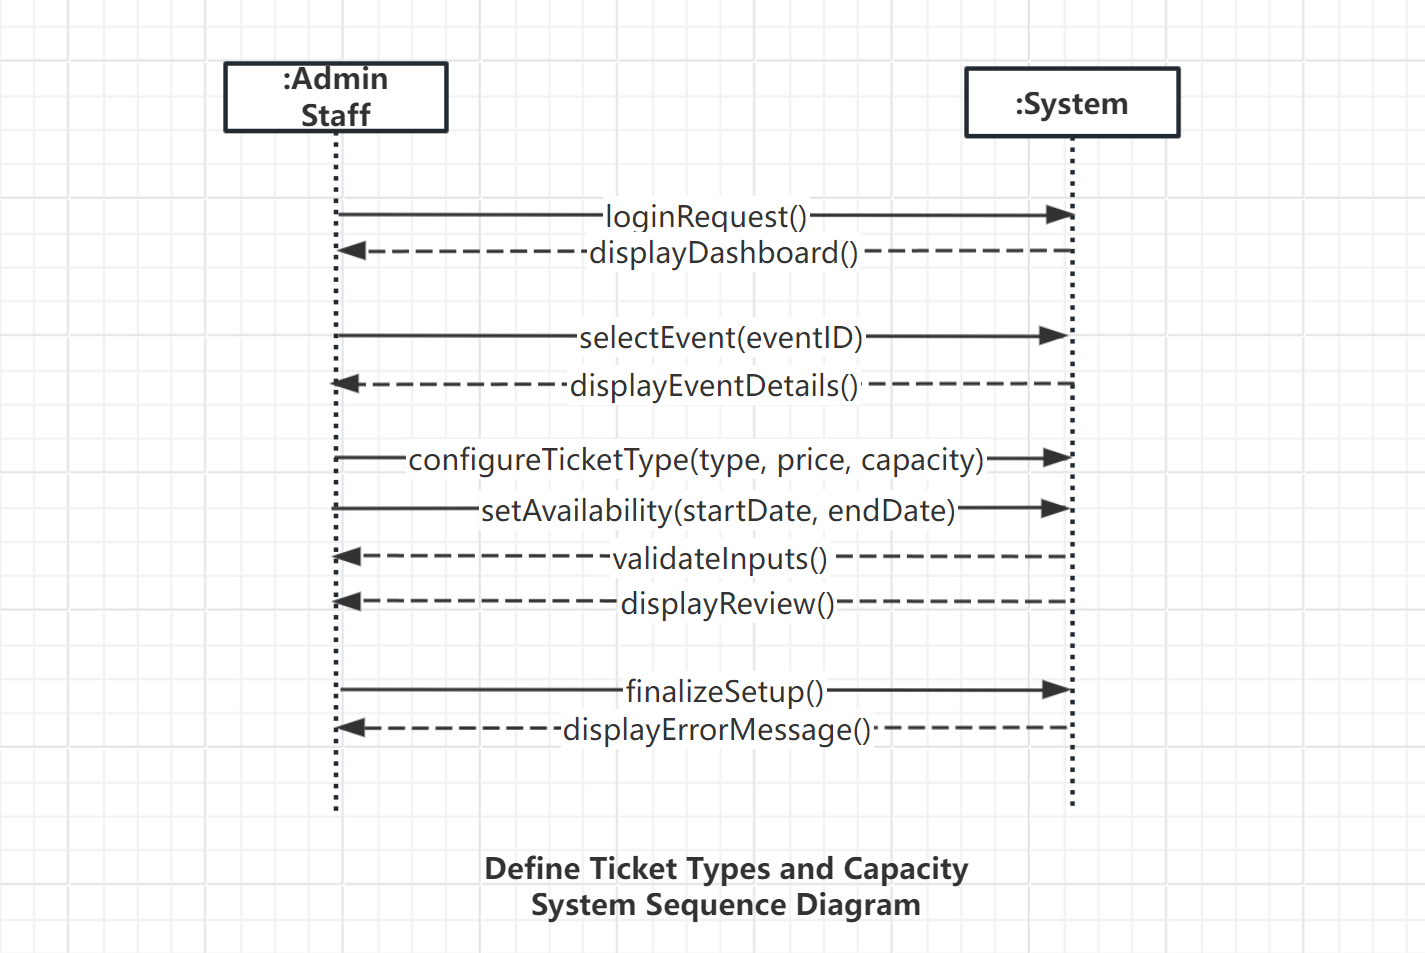 :Admin
Staff
:System
loginRequest()
displayDashboard()
selectEvent(eventID)
displayEventDetails()
configureTicketType(type, price, capacity)
setAvailability(startDate, endDate)
validateInputs()
displayReview()
finalizeSetup()
displayErrorMessage()
Define Ticket Types and Capacity
System Sequence Diagram